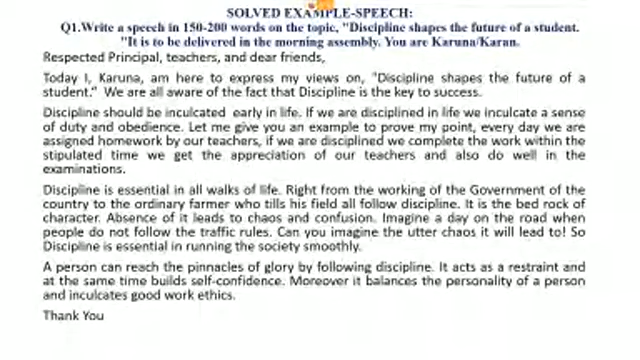 SOLVED EXAMPLE-SPEECH:
Q1.Write a speech in 150-200 words on the topic, "Discipline shapes the future of a student.
"It is to be delivered in the morning assembly. You are Karuna/Karan.
Respected Principal, teachers, and dear friends,
Today I, Karuna, am here to express my views on, "Discipline shapes the future of a
student." We are all aware of the fact that Discipline is the key to success.
Discipline should be inculcated early in life. If we are disciplined in life we inculcate a sense
of duty and obedience. Let me give you an example to prove my point, every day we are
assigned homework by our teachers, if we are disciplined we complete the work within the
stipulated time we get the appreciation of our teachers and also do well in the
examinations.
Discipline is essential in all walks of life. Right from the working of the Government of the
country to the ordinary farmer who tills his field all follow discipline. It is the bed rock of
character. Absence of it leads to chaos and confusion. Imagine a day on the road when
people do not follow the traffic rules. Can you imagine the utter chaos it will lead to! So
Discipline is essential in running the society smoothly.
A person can reach the pinnacles of glory by following discipline. It acts as a restraint and
at the same time builds self-confidence. Moreover it balances the personality of a person
and inculcates good work ethics.
Thank You